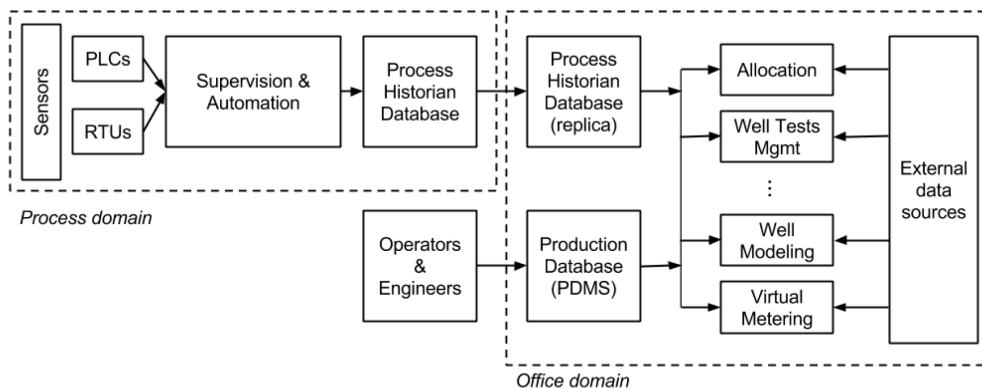 Sensors
PLCs
RTUs
Supervision &
Automation
Process
Historian
Database
Process
Historian
Database
(replica)
Allocation
Well Tests
Mgmt
...
Well
Modeling
Virtual
Metering
External
data
sources
Process domain
Operators
&
Engineers
Production
Database
(PDMS)
Office domain